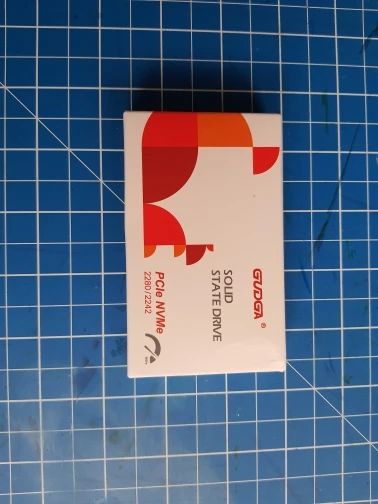 GUDGA ®
SOLID
STATE DRIVE
PCIe NVMe
2280/2242